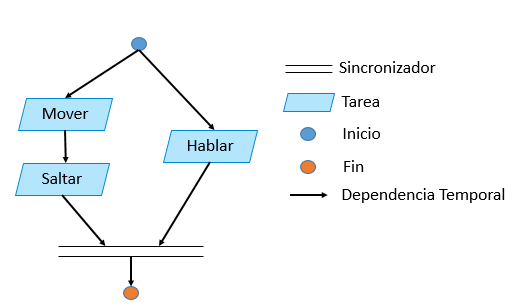 Mover
Hablar
Saltar
Sincronizador
Tarea
Inicio
Fin
Dependencia Temporal